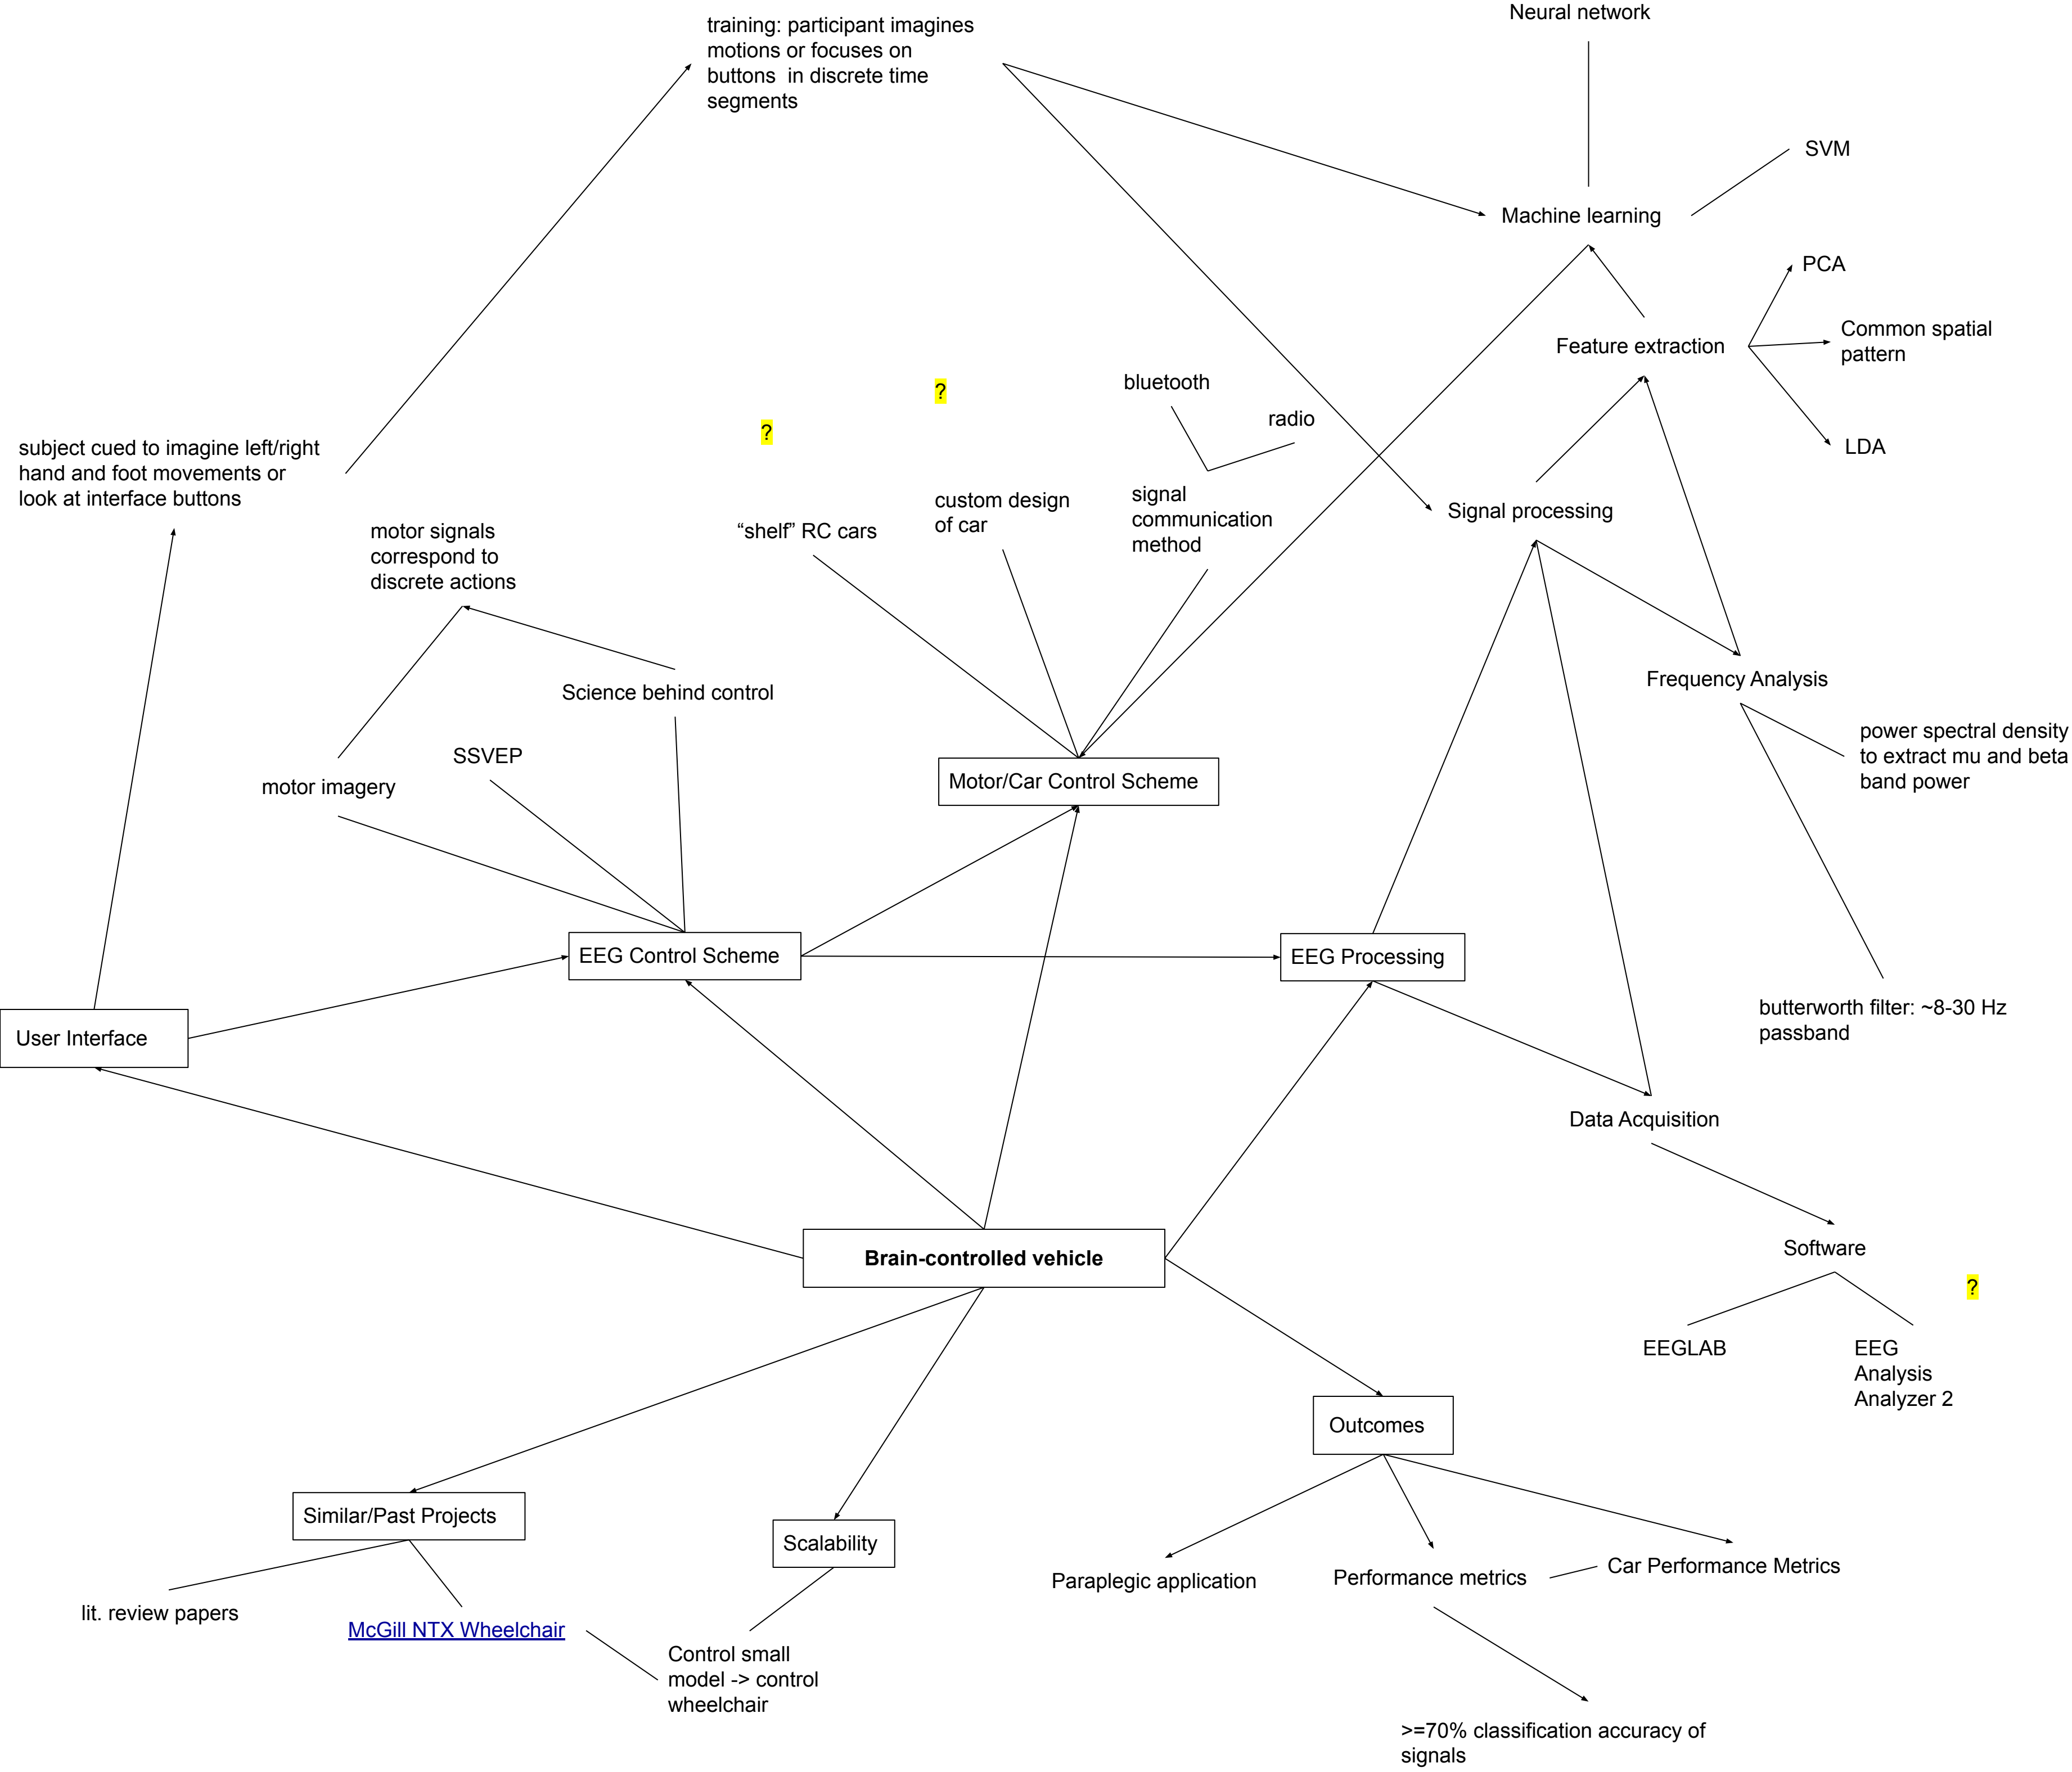 Neural network
training: participant imagines
motions or focuses on
buttons  in discrete time
segments
SVM
Machine learning
PCA
Common spatial
pattern
Feature extraction
LDA
bluetooth
radio
?
?
subject cued to imagine left/right
hand and foot movements or
look at interface buttons
motor signals
correspond to
discrete actions
“shelf” RC cars
custom design
of car
signal
communication
method
Signal processing
Science behind control
Frequency Analysis
power spectral density
to extract mu and beta
band power
SSVEP
motor imagery
Motor/Car Control Scheme
EEG Control Scheme
EEG Processing
User Interface
butterworth filter: ~8-30 Hz
passband
Data Acquisition
Brain-controlled vehicle
Software
?
EEGLAB
EEG
Analysis
Analyzer 2
Outcomes
Similar/Past Projects
Scalability
Paraplegic application
Performance metrics
Car Performance Metrics
lit. review papers
McGill NTX Wheelchair
Control small
model -> control
wheelchair
>=70% classification accuracy of
signals